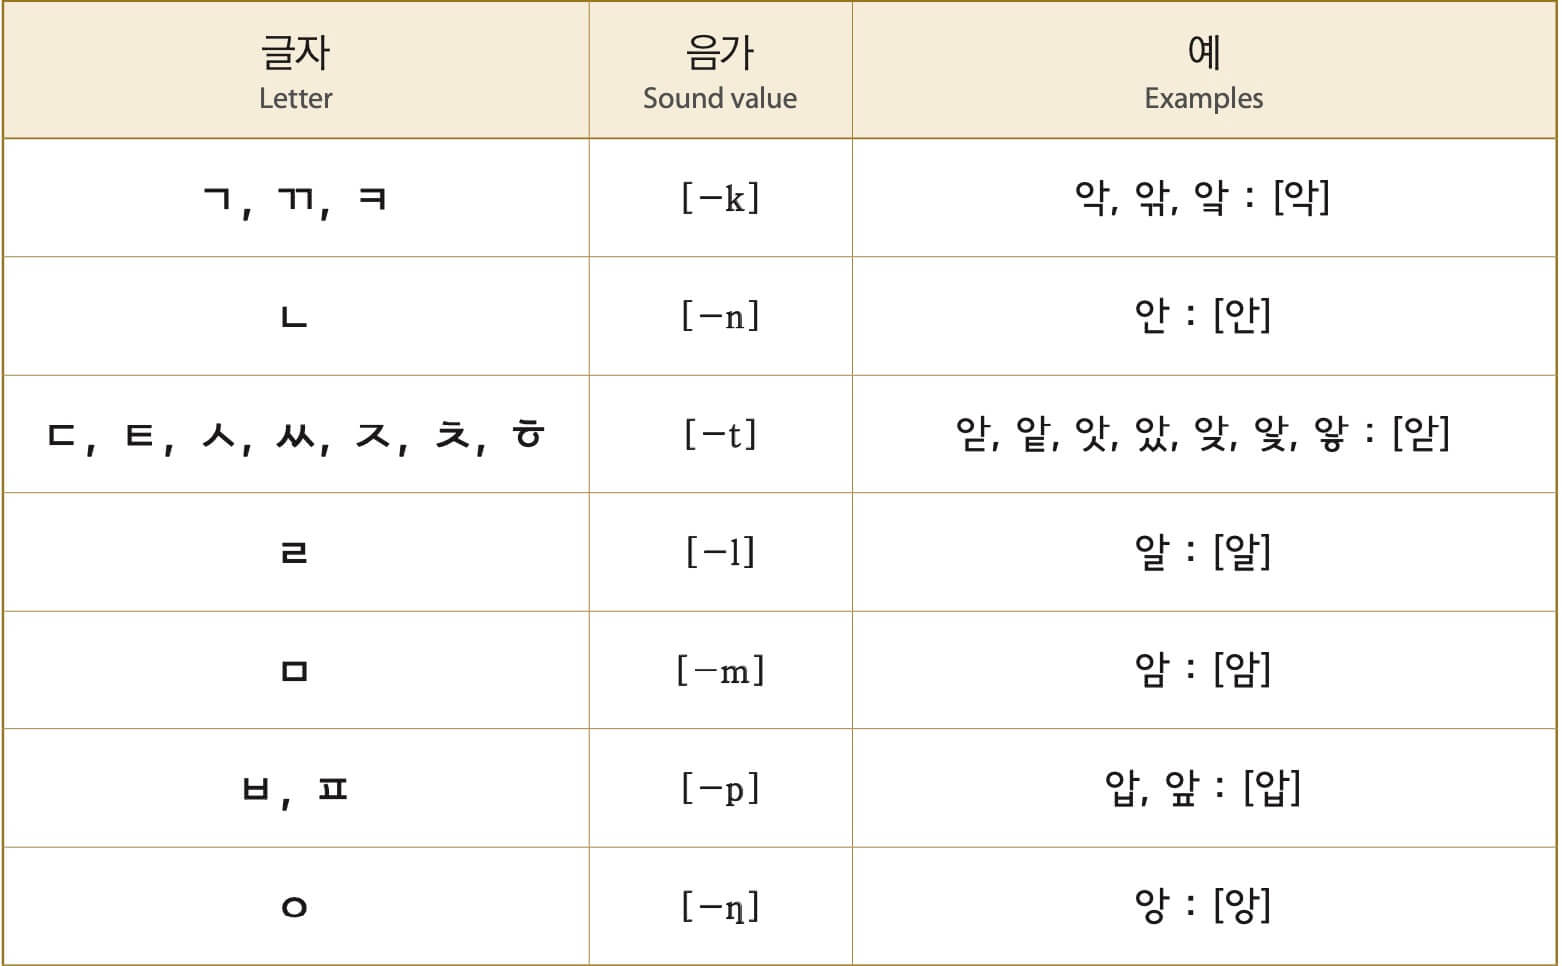 글자 음가 예
Letter Sound value Examples
ㄱ, ㄲ, ㅋ [–k] 악, 앆, 앜 : [악]
ㄴ [–n] 안 : [안]
ㄷ, ㅌ, ㅅ, ㅆ, ㅈ, ㅊ, ㅎ [–t] 앋, 앝, 앗, 았, 앚, 앛, 앟 : [앋]
ㄹ [–l] 알 : [알]
ㅁ [–m] 암 : [암]
ㅂ, ㅍ [–p] 압, 앞 : [압]
ㅇ [–η] 앙 : [앙]